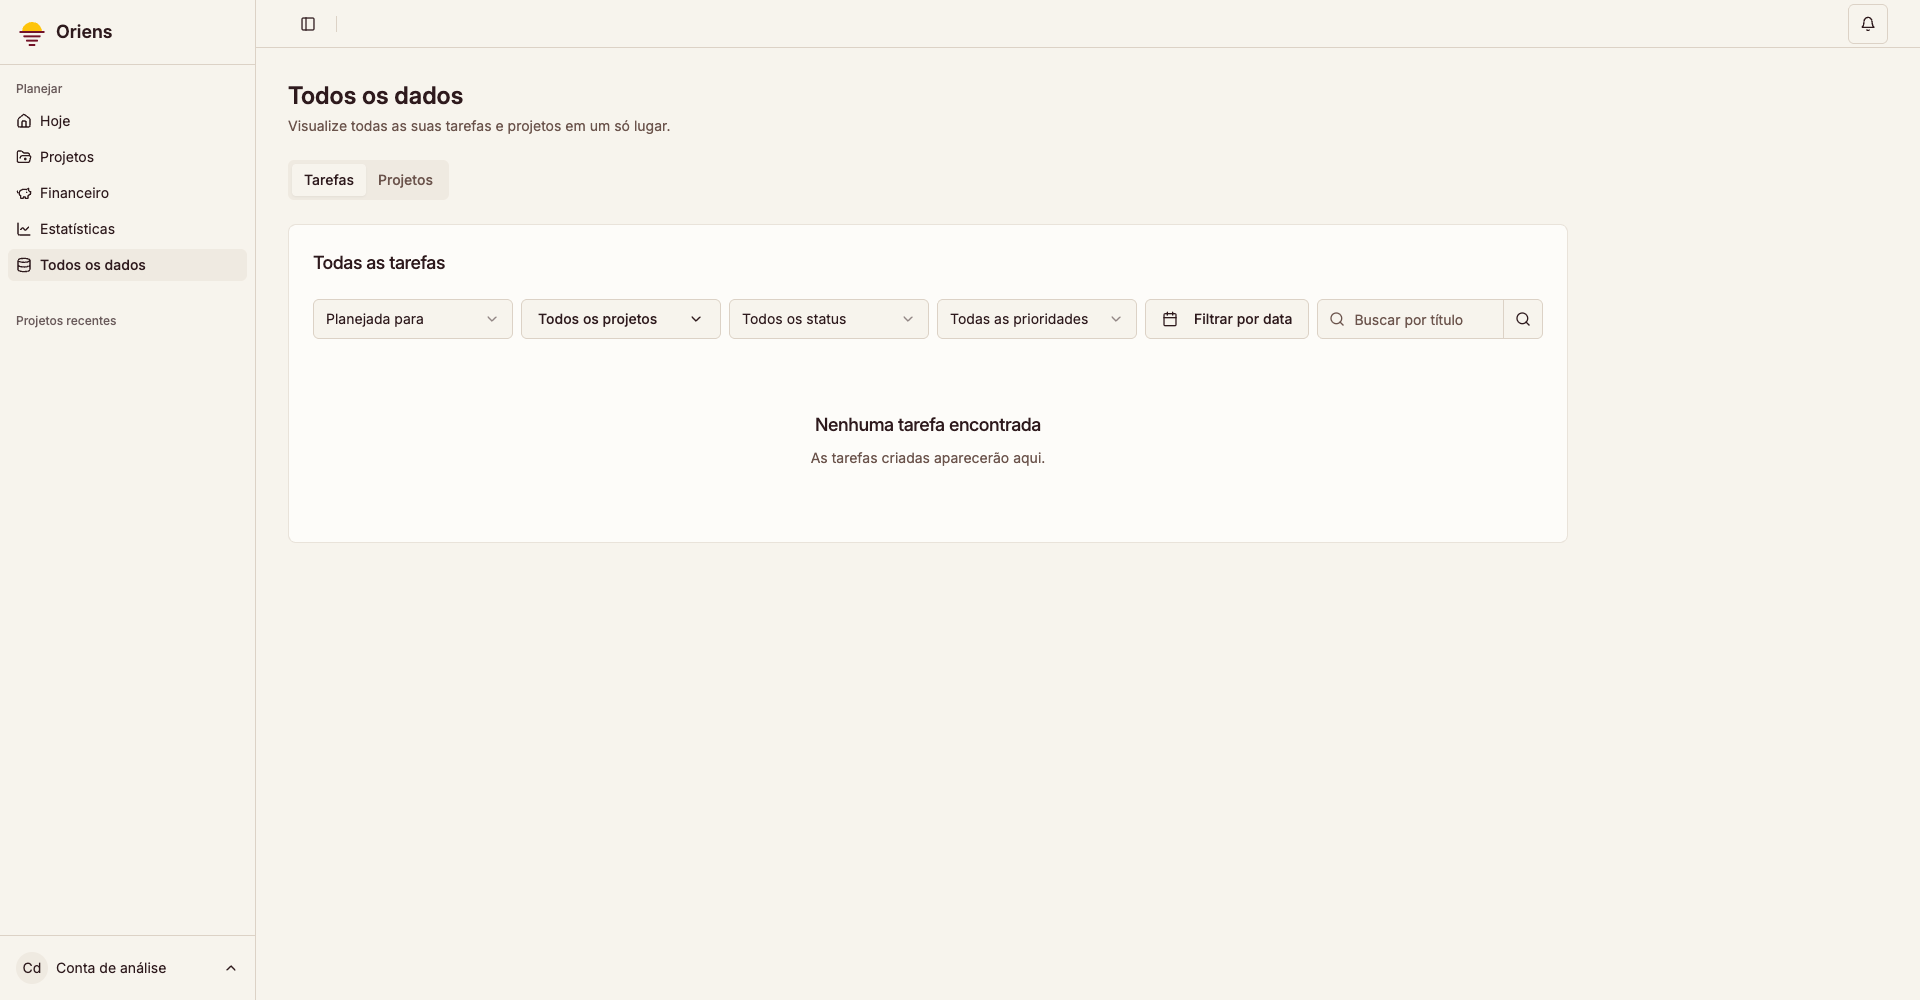 Oriens
Planejar
Hoje
Projetos
Financeiro
Estatísticas
Todos os dados
Projetos recentes
Cd
Conta de análise
Todos os dados
Visualize todas as suas tarefas e projetos em um só lugar.
Tarefas
Projetos
Todas as tarefas
Planejada para
Todos os projetos
Todos os status
Todas as prioridades
Filtrar por data
Buscar por título
Nenhuma tarefa encontrada
As tarefas criadas aparecerão aqui.